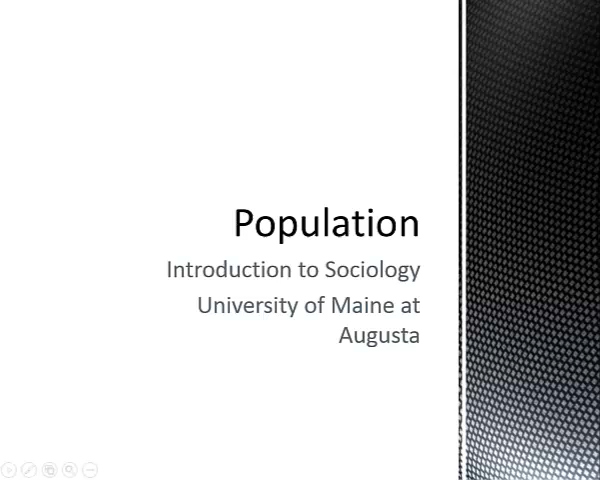 Population
Introduction to Sociology
University of Maine at
Augusta